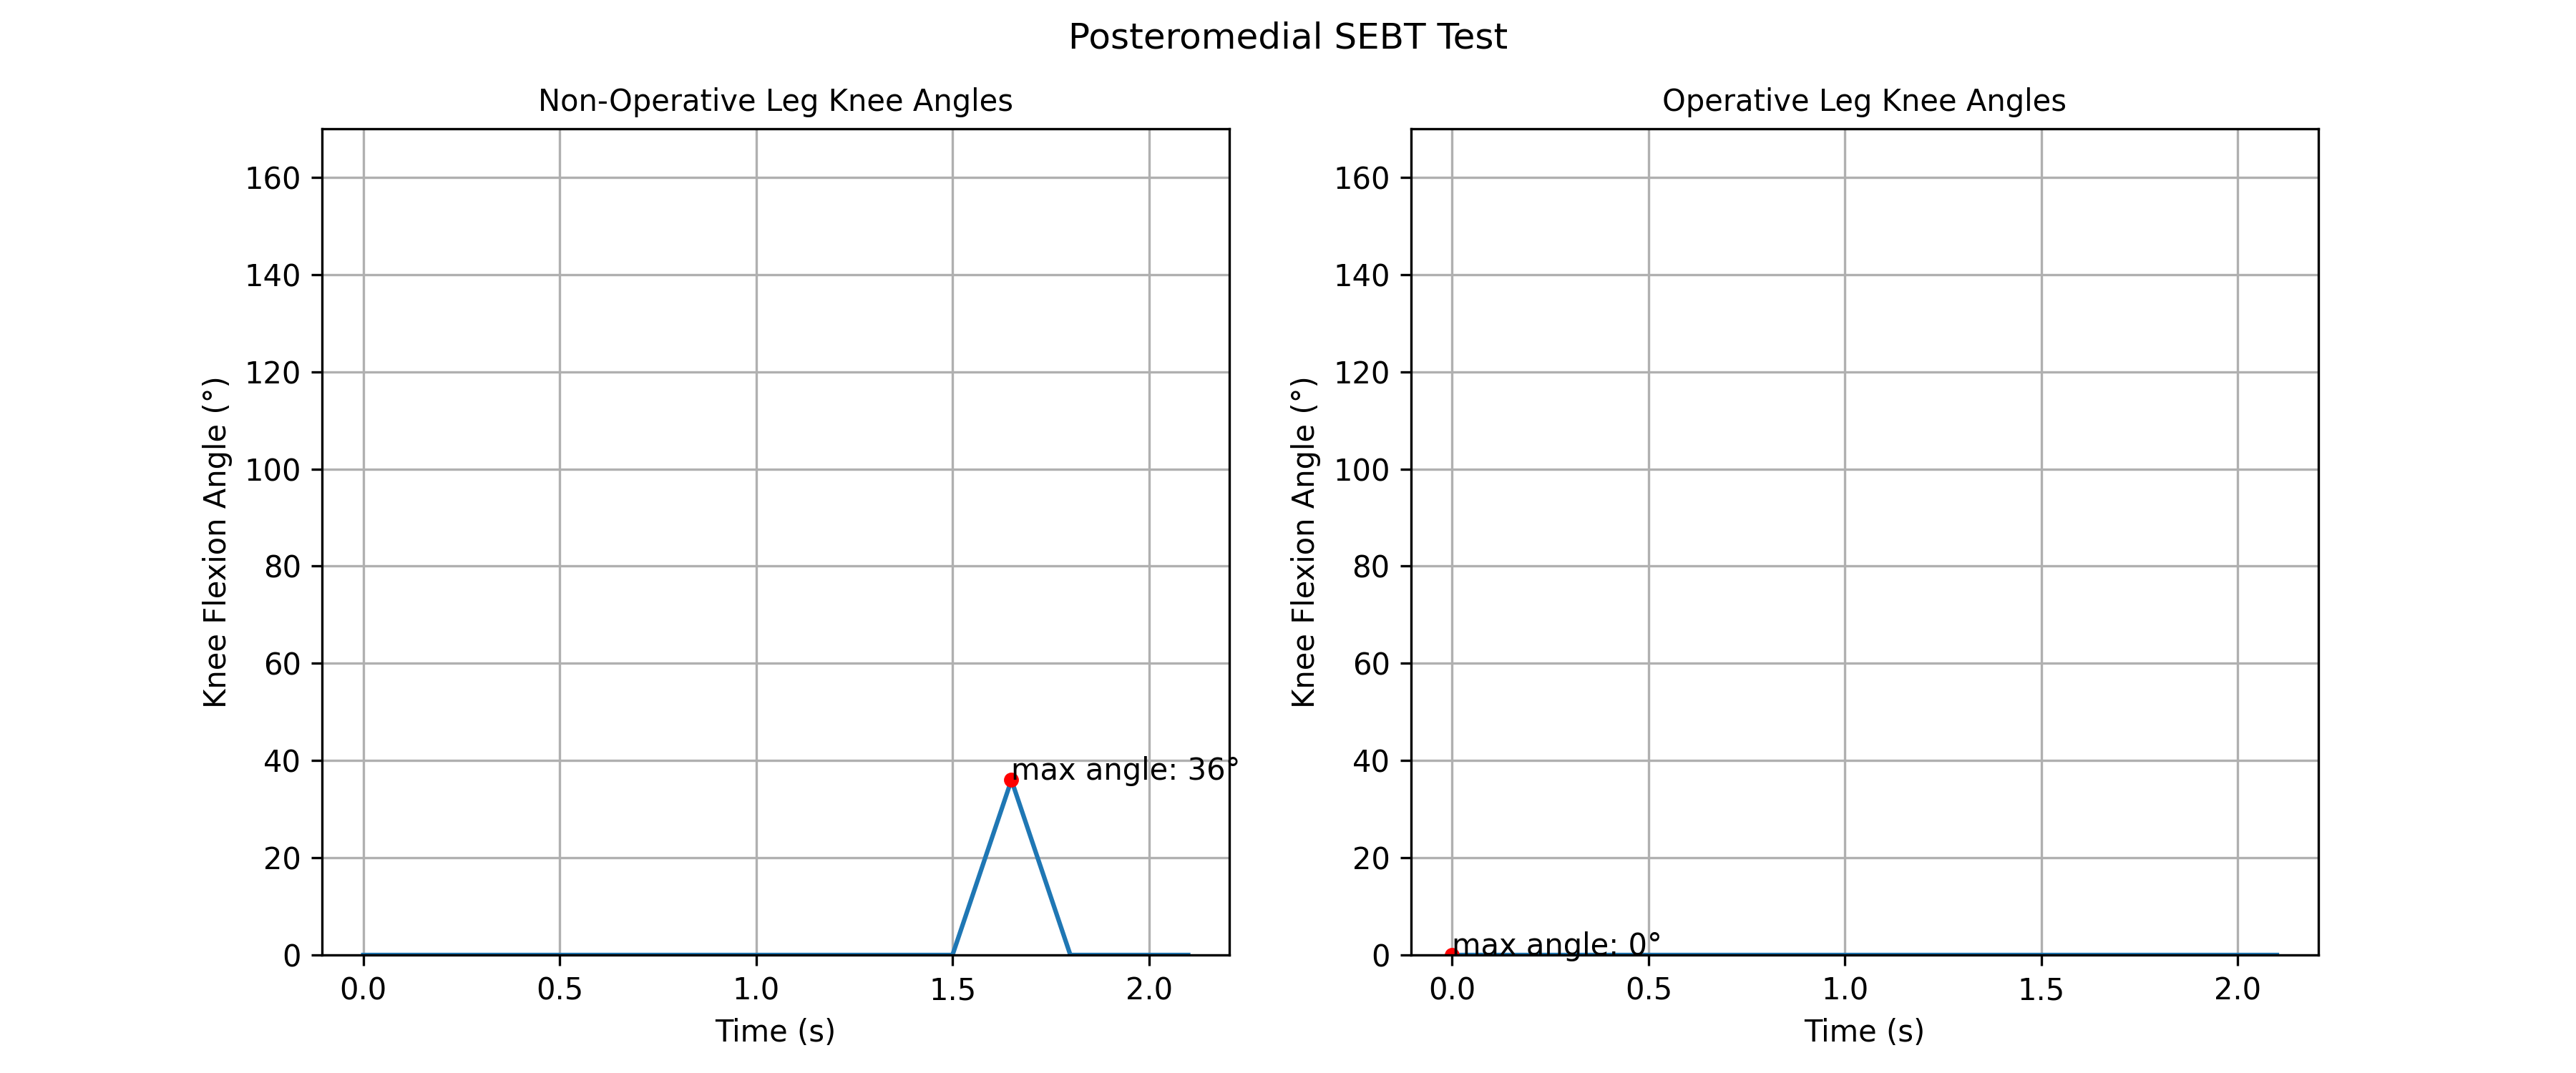 Posteromedial SEBT Test
Non-Operative Leg Knee Angles
Knee Flexion Angle (°)
160
140
120
100
80
60
40
20
0
max angle: 36°
0.0 0.5 1.0 1.5 2.0
Time (s)
Operative Leg Knee Angles
Knee Flexion Angle (°)
160
140
120
100
80
60
40
20
0
max angle: 0°
0.0 0.5 1.0 1.5 2.0
Time (s)